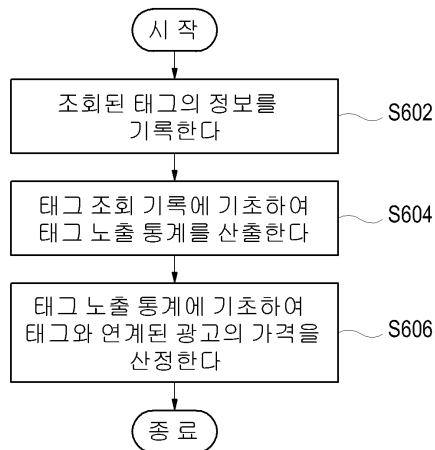 시 작
조회된 태그의 정보를
기록한다
S602
태그 조회 기록에 기초하여
태그 노출 통계를 산출한다
S604
태그 노출 통계에 기초하여
태그와 연계된 광고의 가격을
산정한다
S606
종 료